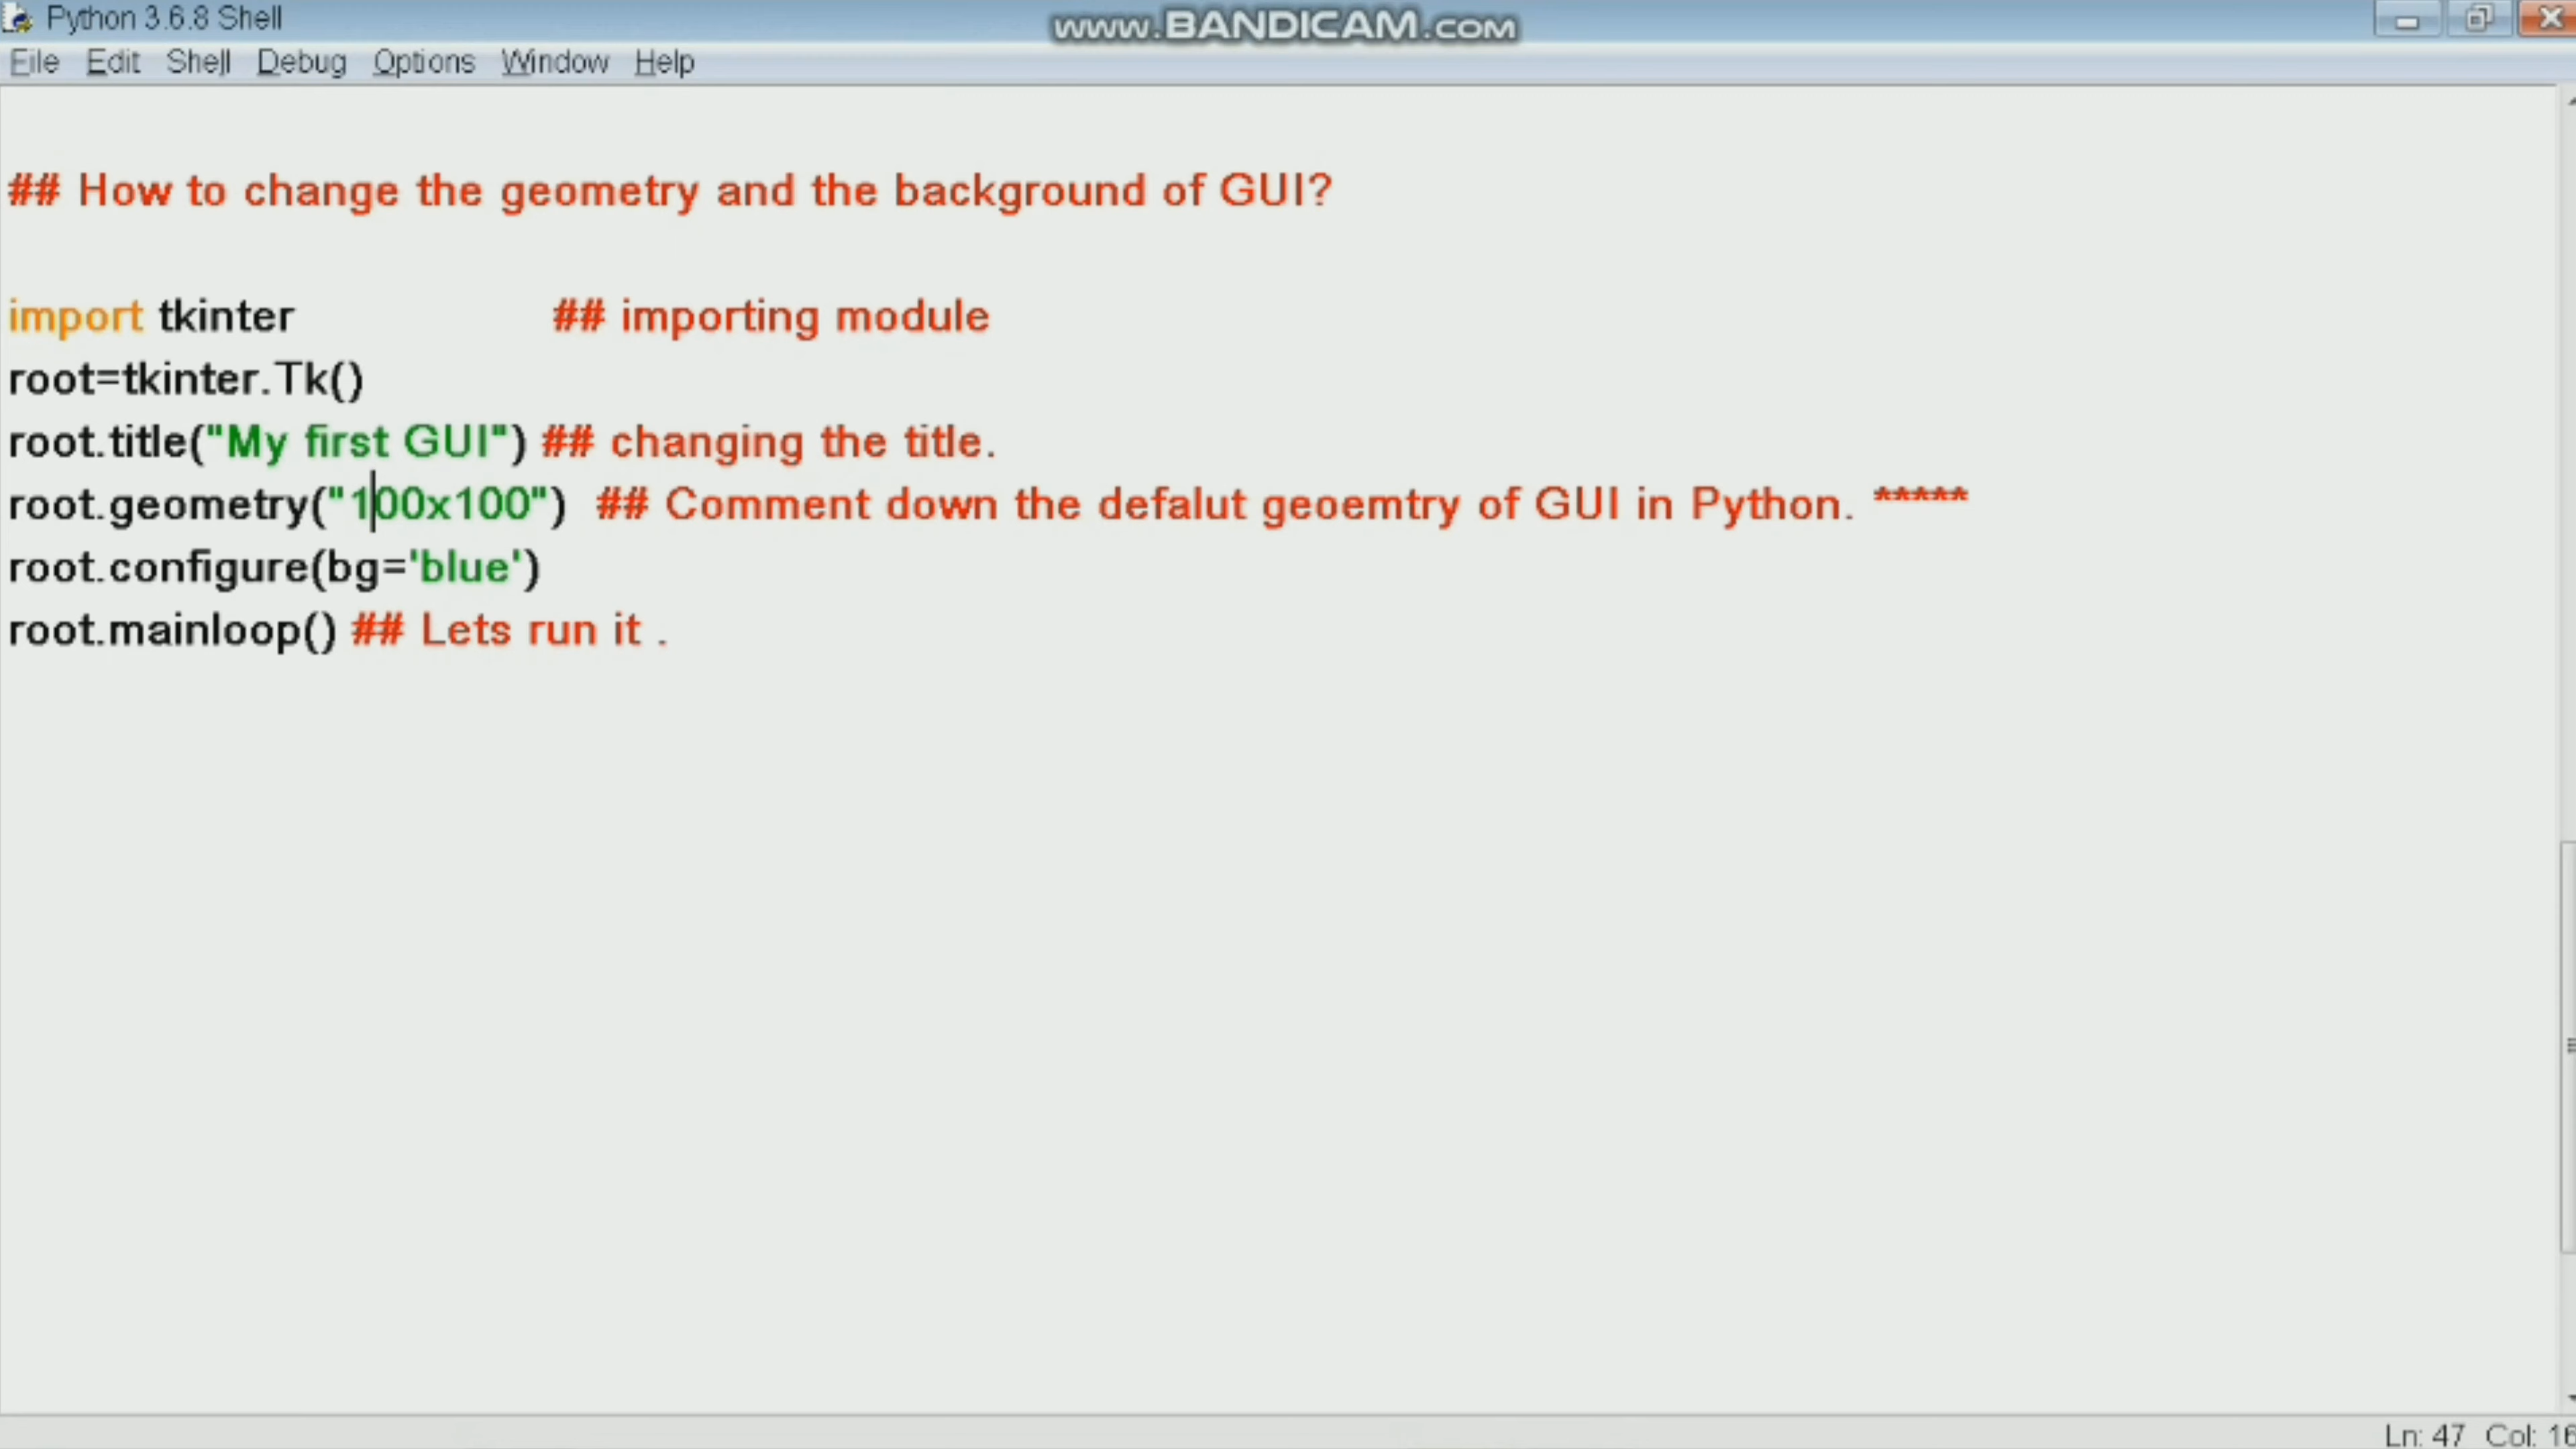 Python 3.6.8 Shell
www.BANDICAM.com
File Edit Shell Debug Options Window Help
## How to change the geometry and the background of GUI?
import tkinter ## importing module
root=tkinter.Tk()
root.title("My first GUI") ## changing the title.
root.geometry("100x100") ## Comment down the defalut geoemtry of GUI in Python. *****
root.configure(bg='blue')
root.mainloop() ## Lets run it .
Ln: 47 Col: